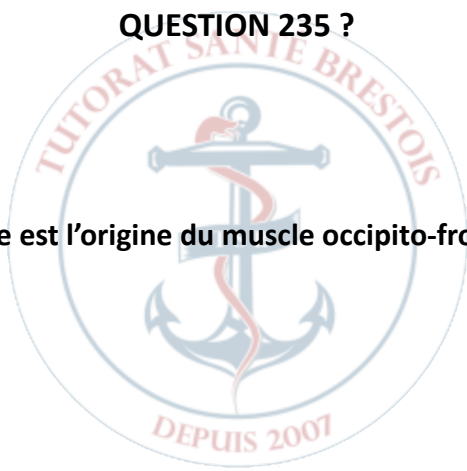 QUESTION 235 ?
TUTORAT SANTE BRESTOIS
e est l’origine du muscle occipito-fro
DEPUIS 2007